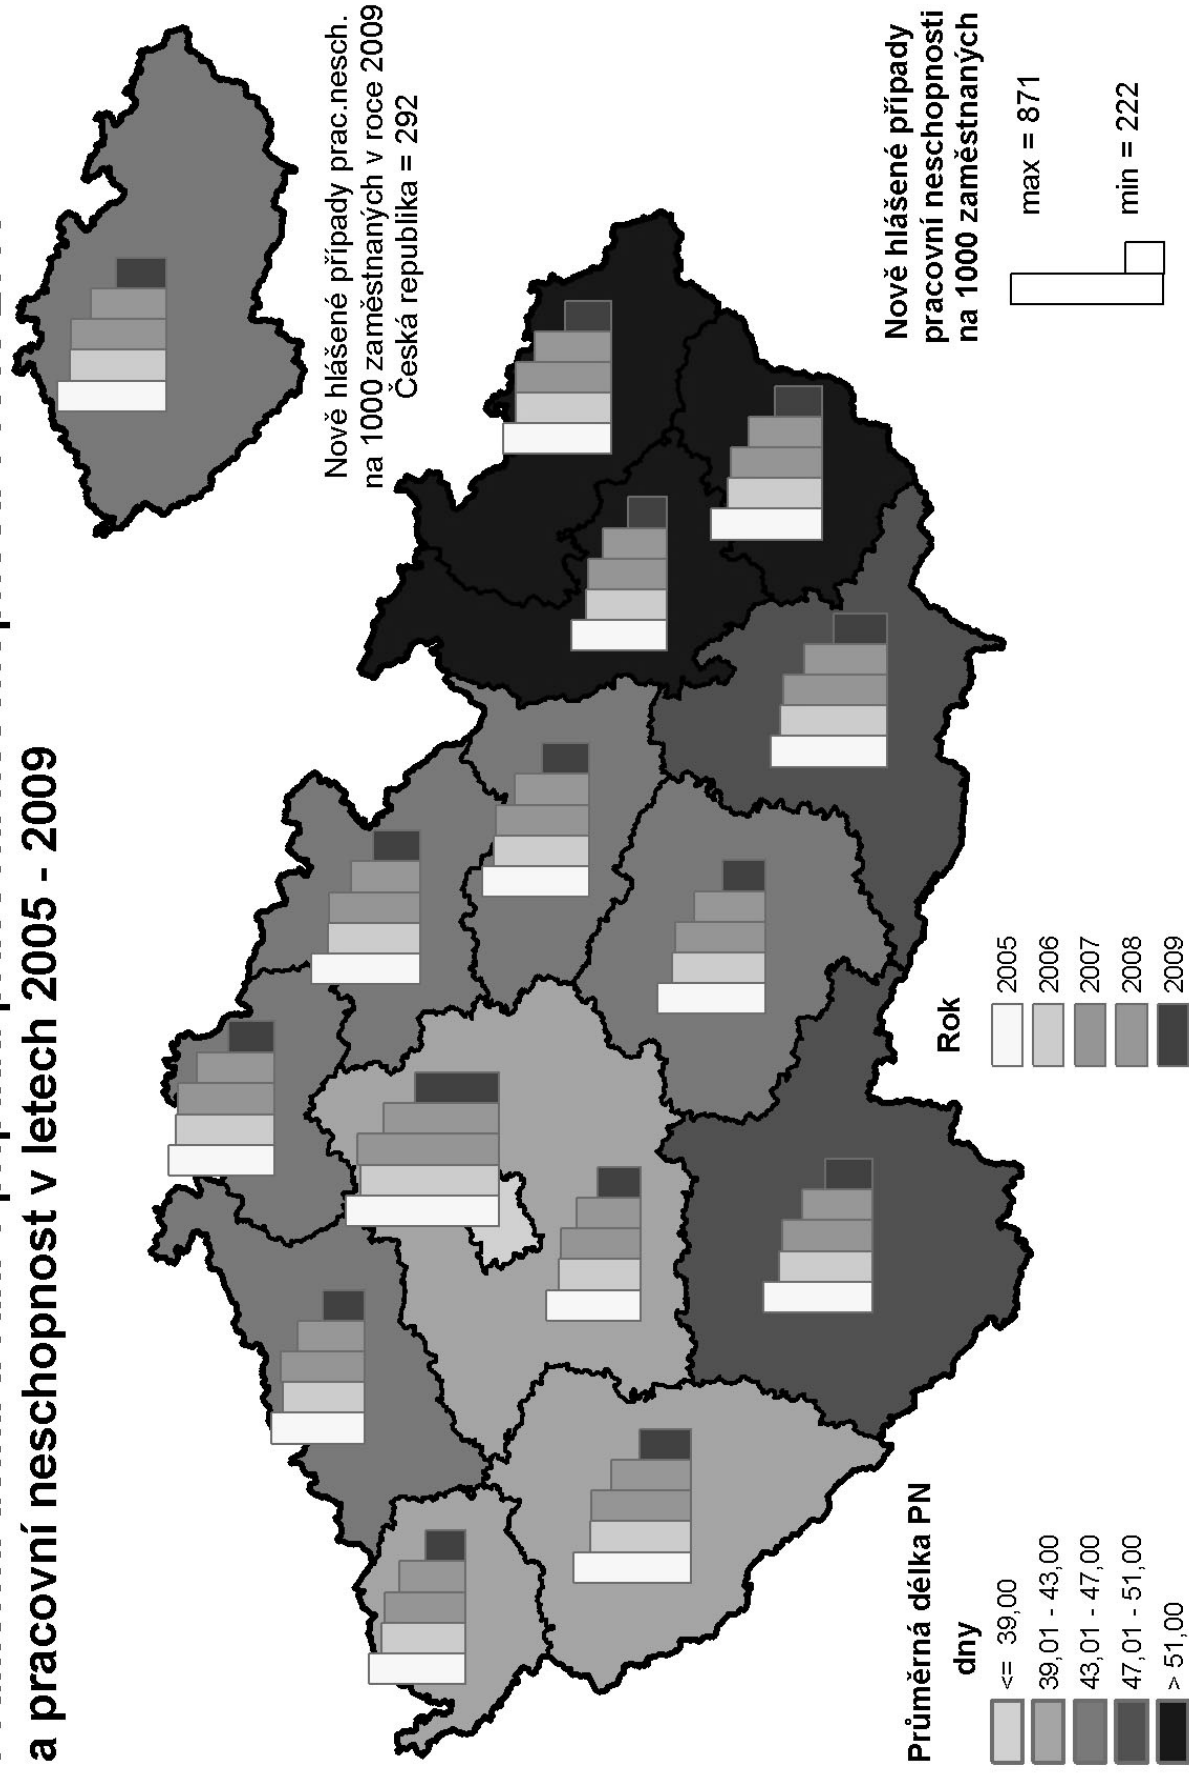 a pracovní neschopnost v letech 2005 - 2009
Nově hlášené případy prac.nesch.
na 1000 zaměstnaných v roce 2009
Česká republika = 292
Průměrná délka PN
dny
<= 39,00
39,01 - 43,00
43,01 - 47,00
47,01 - 51,00
> 51,00
Rok
2005
2006
2007
2008
2009
Nově hlášené případy
pracovní neschopnosti
na 1000 zaměstnaných
max = 871
min = 222